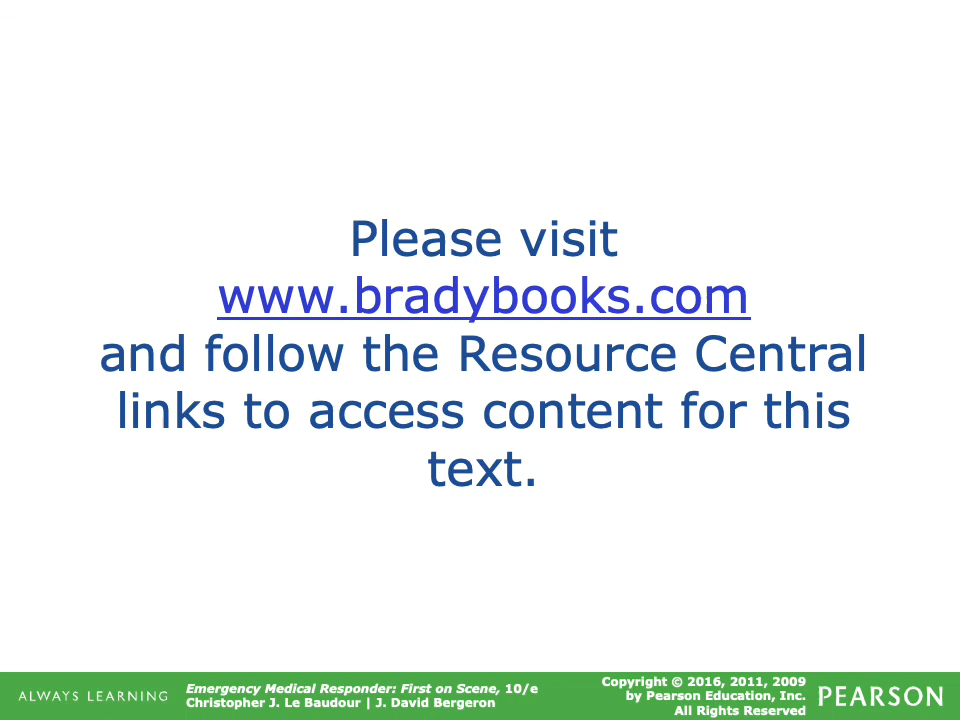 Please visit
www.bradybooks.com
and follow the Resource Central
links to access content for this
text.
ALWAYS LEARNING
Emergency Medical Responder: First on Scene, 10/e
Christopher J. Le Baudour | J. David Bergeron
Copyright © 2016, 2011, 2009
by Pearson Education, Inc.
All Rights Reserved
PEARSON